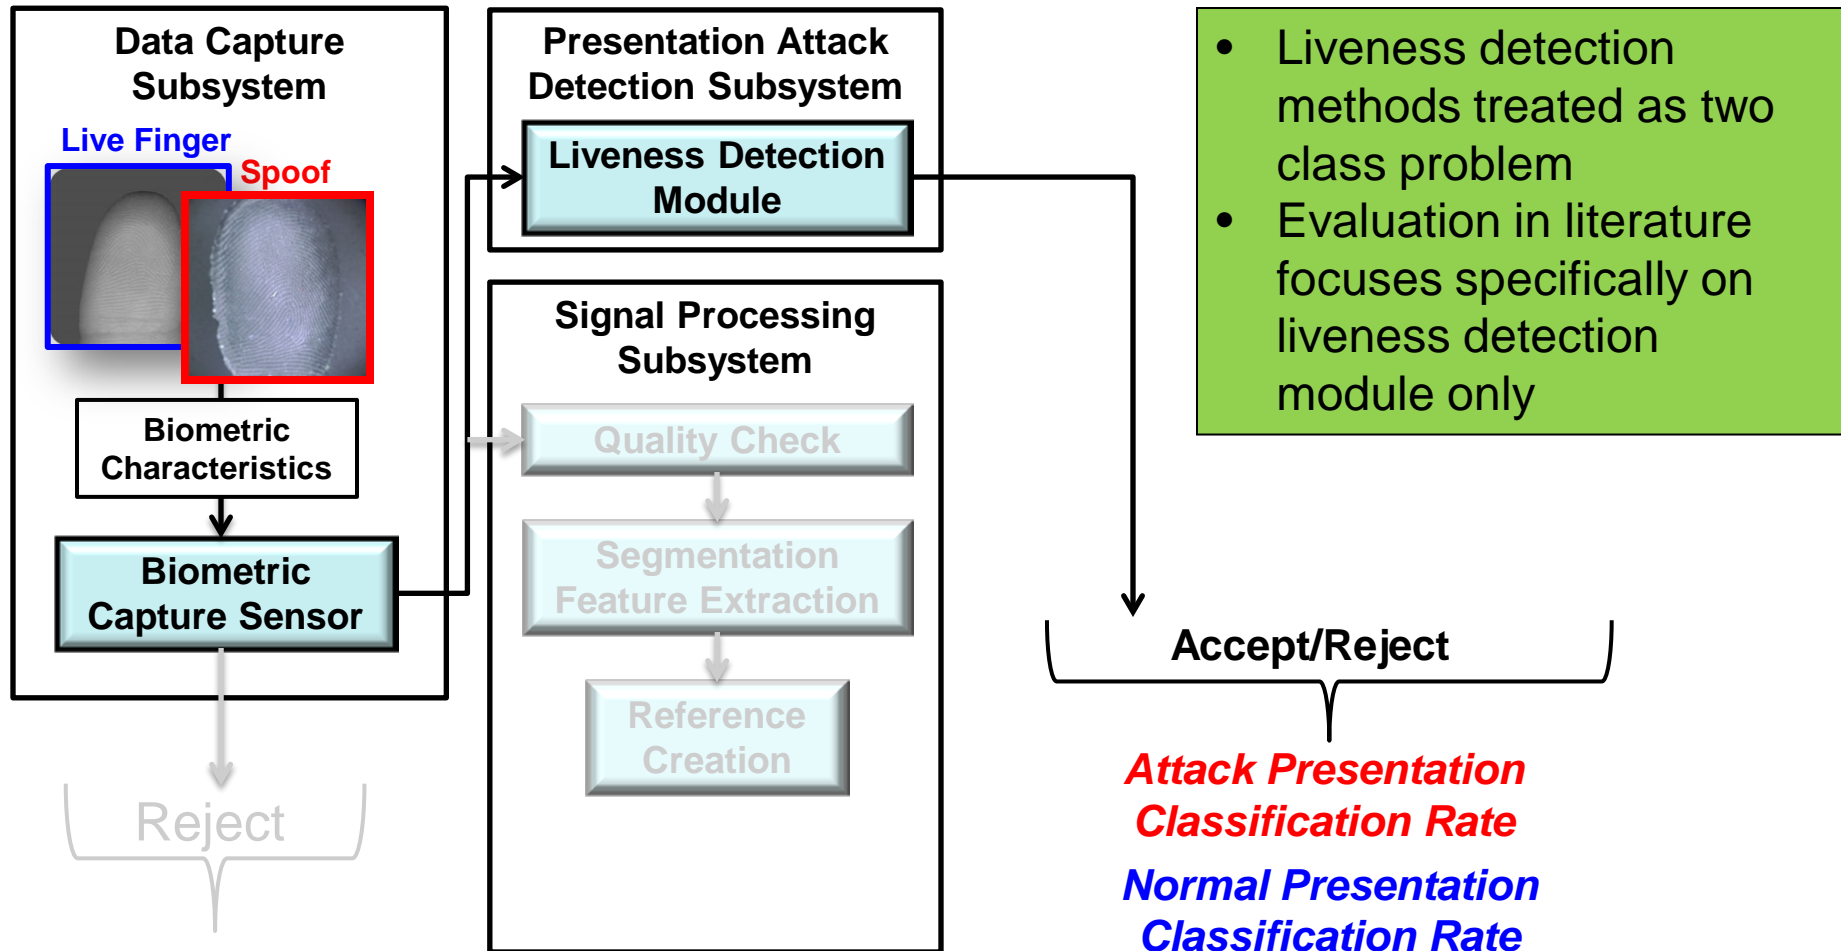 Data Capture
Subsystem
Live Finger
Spoof
Biometric
Characteristics
Biometric
Capture Sensor
Reject
Presentation Attack
Detection Subsystem
Liveness Detection
Module
Signal Processing
Subsystem
Quality Check
Segmentation
Feature Extraction
Reference
Creation
• Liveness detection
methods treated as two
class problem
• Evaluation in literature
focuses specifically on
liveness detection
module only
Accept/Reject
Attack Presentation
Classification Rate
Normal Presentation
Classification Rate